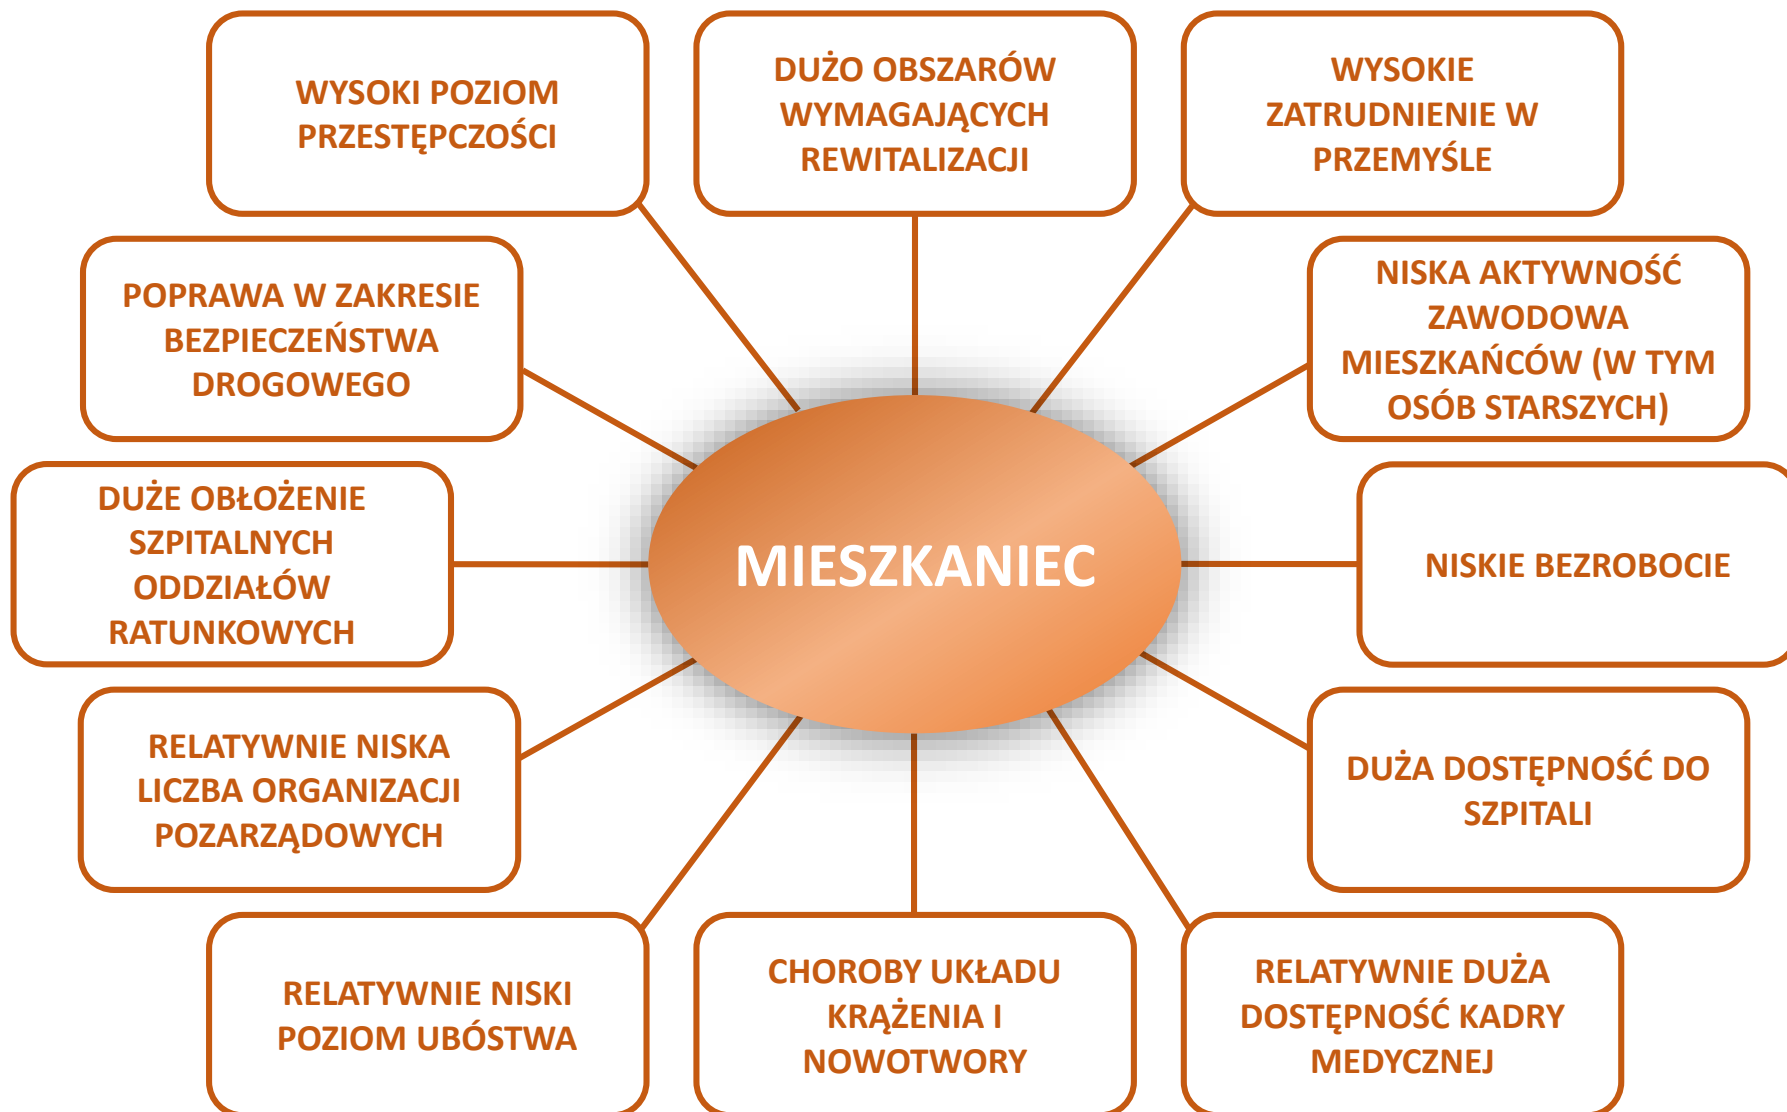 WYSOKI POZIOM
PRZESTĘPCZOŚCI
DUŻO OBSZARÓW
WYMAGAJĄCYCH
REWITALIZACJI
WYSOKIE
ZATRUDNIENIE W
PRZEMYŚLE
POPRAWA W ZAKRESIE
BEZPIECZEŃSTWA
DROGOWEGO
NISKA AKTYWNOŚĆ
ZAWODOWA
MIESZKAŃCÓW (W TYM
OSÓB STARSZYCH)
DUŻE OBŁOŻENIE
SZPITALNYCH
ODDZIAŁÓW
RATUNKOWYCH
MIESZKANIEC
NISKIE BEZROBOCIE
RELATYWNIE NISKA
LICZBA ORGANIZACJI
POZARZĄDOWYCH
DUŻA DOSTĘPNOŚĆ DO
SZPITALI
RELATYWNIE NISKI
POZIOM UBÓSTWA
CHOROBY UKŁADU
KRĄŻENIA I
NOWOTWORY
RELATYWNIE DUŻA
DOSTĘPNOŚĆ KADRY
MEDYCZNEJ